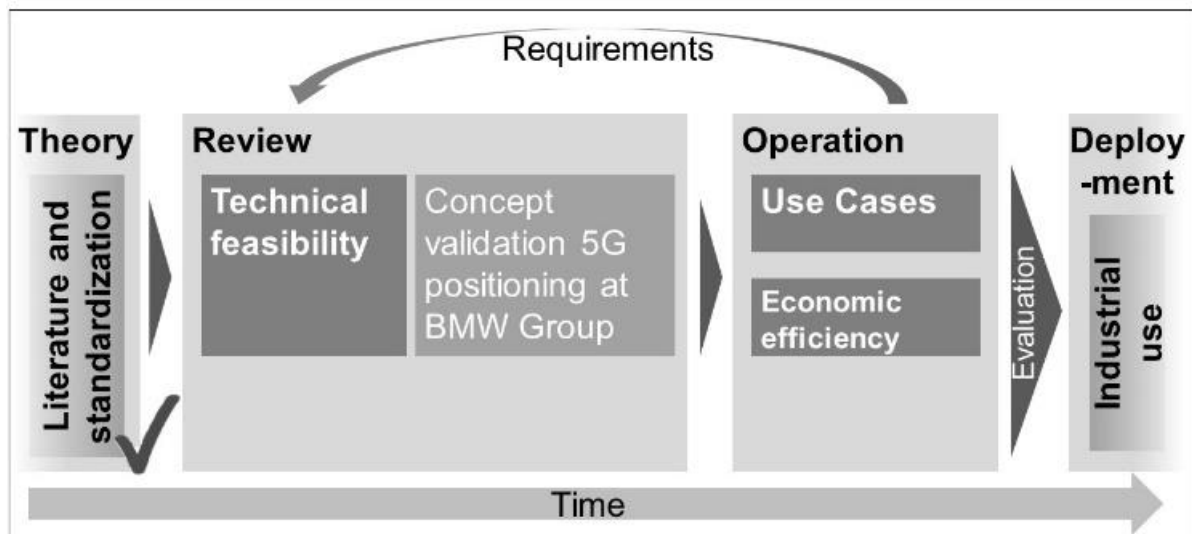 Requirements
Theory
Literature and
standardization
Review
Technical
feasibility
Concept
validation 5G
positioning at
BMW Group
Operation
Use Cases
Economic
efficiency
Evaluation
Deploy
-ment
Industrial
use
Time